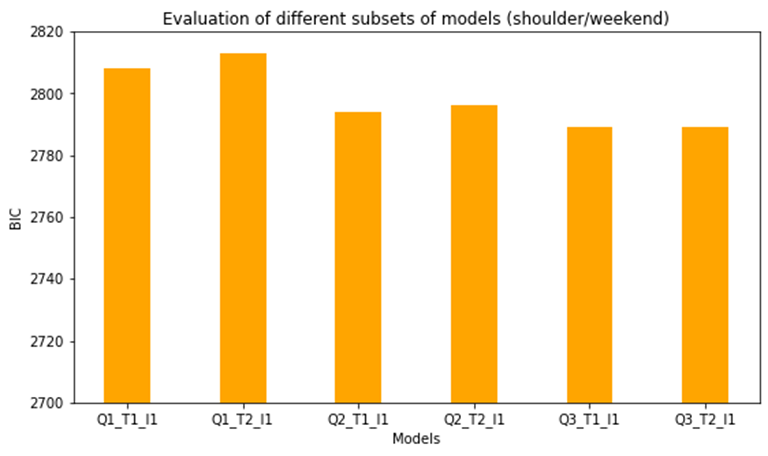 Evaluation of different subsets of models (shoulder/weekend)
2820
2800
2780
2760
2740
2720
2700
BIC
Q1_T1_I1 Q1_T2_I1 Q2_T1_I1 Q2_T2_I1 Q3_T1_I1 Q3_T2_I1
Models